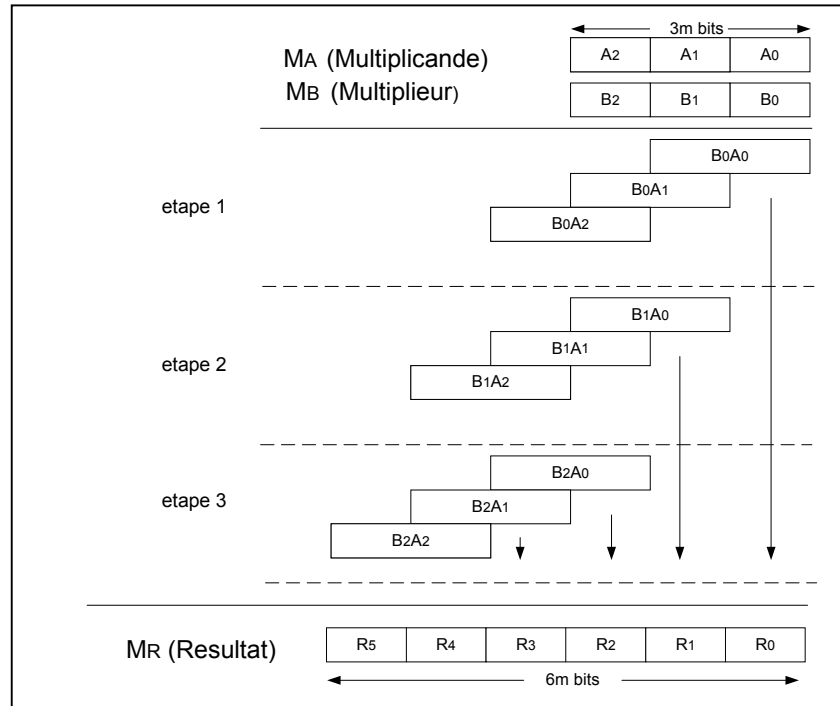 3m bits
MA (Multiplicande) A2 A1 A0
MB (Multiplieur) B2 B1 B0
B0A0
B0A1
etape 1
B0A2
B1A0
B1A1
etape 2
B1A2
B2A0
B2A1
etape 3
B2A2
MR (Resultat) R5 R4 R3 R2 R1 R0
6m bits